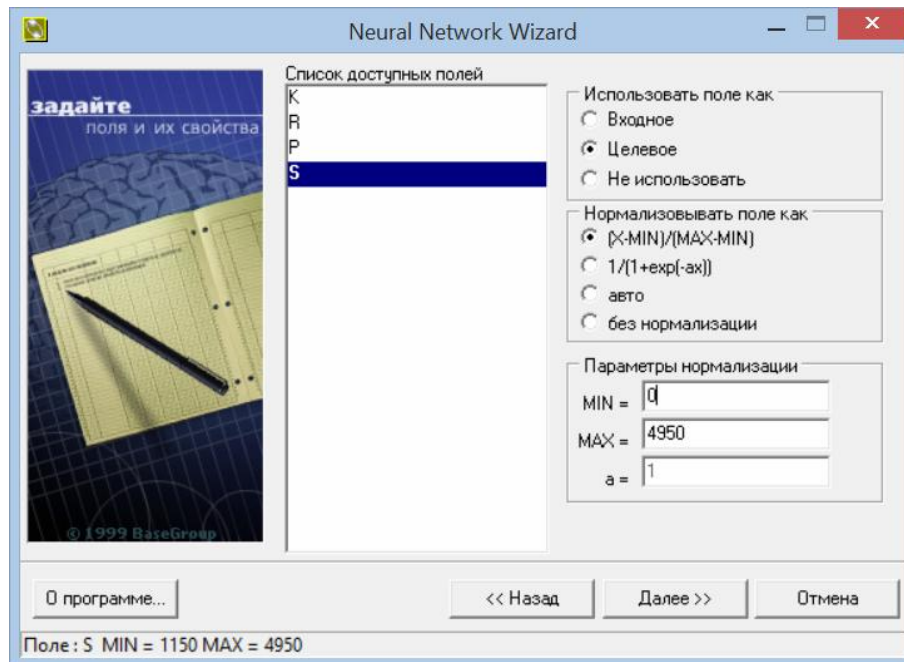 Neural Network Wizard
задайте
поля и их свойства
© 1999 BaseGroup
Список доступных полей
K
R
P
S
Использовать поле как
Входное
Целевое
Не использовать
Нормализовывать поле как
(X-MIN)/(MAX-MIN)
1/(1+exp(-ax))
авто
без нормализации
Параметры нормализации
MIN = 0
MAX = 4950
a = 1
О программе...
<< Назад
Далее >>
Отмена
Поле : S MIN = 1150 MAX = 4950